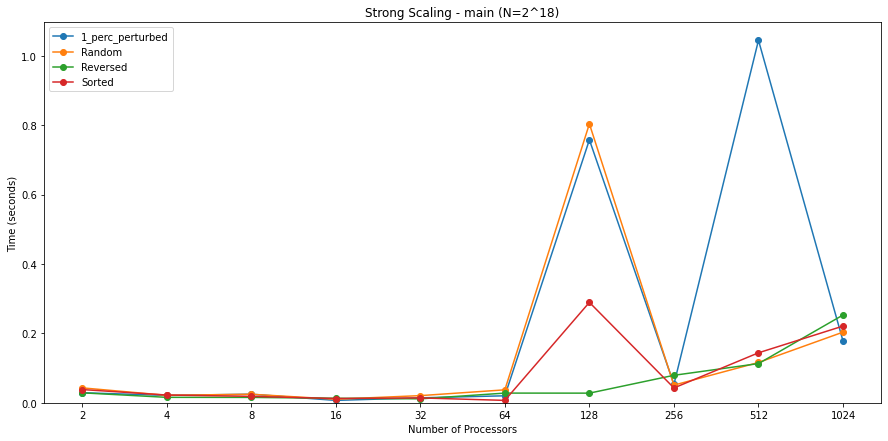 Strong Scaling - main (N=2^18)
1_perc_perturbed
Random
Reversed
Sorted
Time (seconds)
1.0
0.8
0.6
0.4
0.2
0.0
2 4 8 16 32 64 128 256 512 1024
Number of Processors